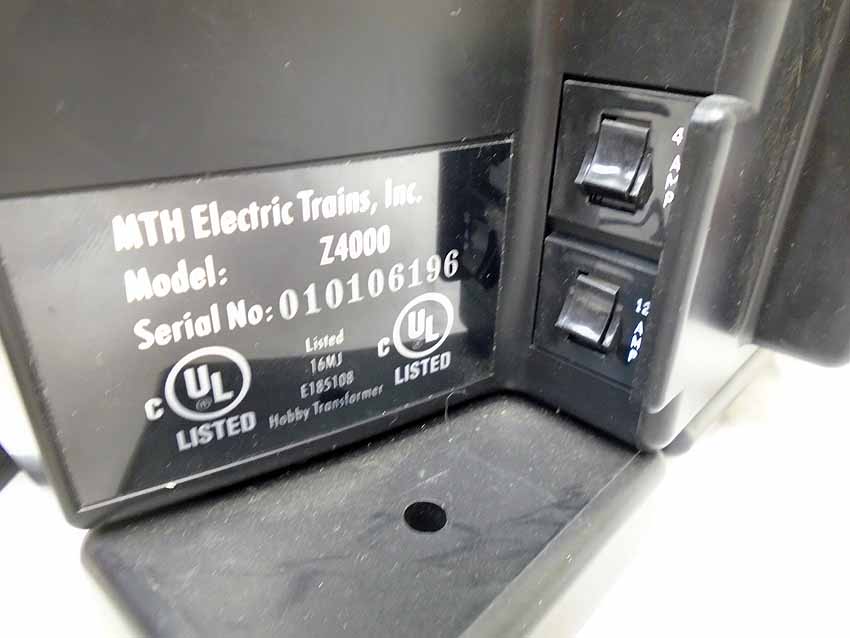 MTH Electric Trains, Inc.
Model: Z4000
Serial No: 010106196
C UL ® LISTED
Listed
16MJ
E185108
Hobby Transformer
C UL LISTED
4 AMP
12 AMP